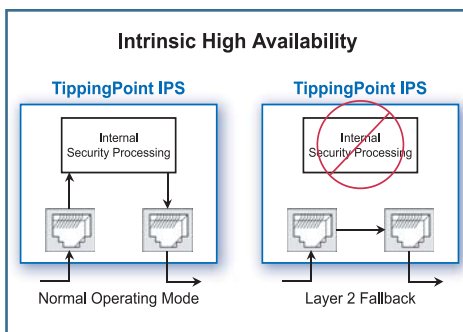 Intrinsic High Availability
TippingPoint IPS
Internal
Security Processing
Normal Operating Mode
TippingPoint IPS
Internal
Security Processing
Layer 2 Fallback